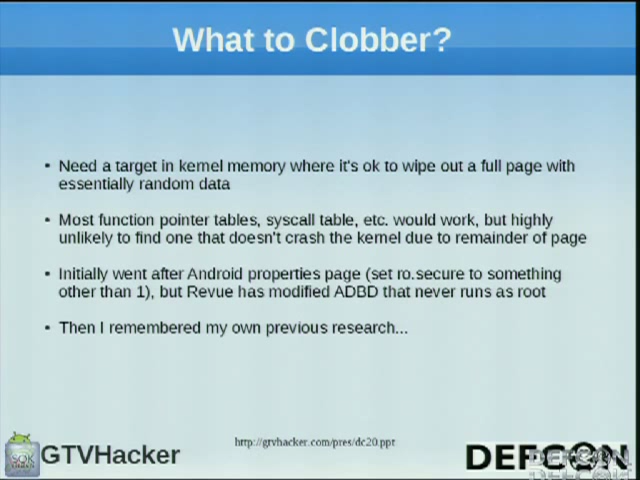 What to Clobber?
• Need a target in kernel memory where it's ok to wipe out a full page with
essentially random data
• Most function pointer tables, syscall table, etc. would work, but highly
unlikely to find one that doesn't crash the kernel due to remainder of page
• Initially went after Android properties page (set ro.secure to something
other than 1), but Revue has modified ADBD that never runs as root
• Then I remembered my own previous research...
http://gtvhacker.com/pres/dc20.ppt
GTVHacker
DEFCON
DEFCON